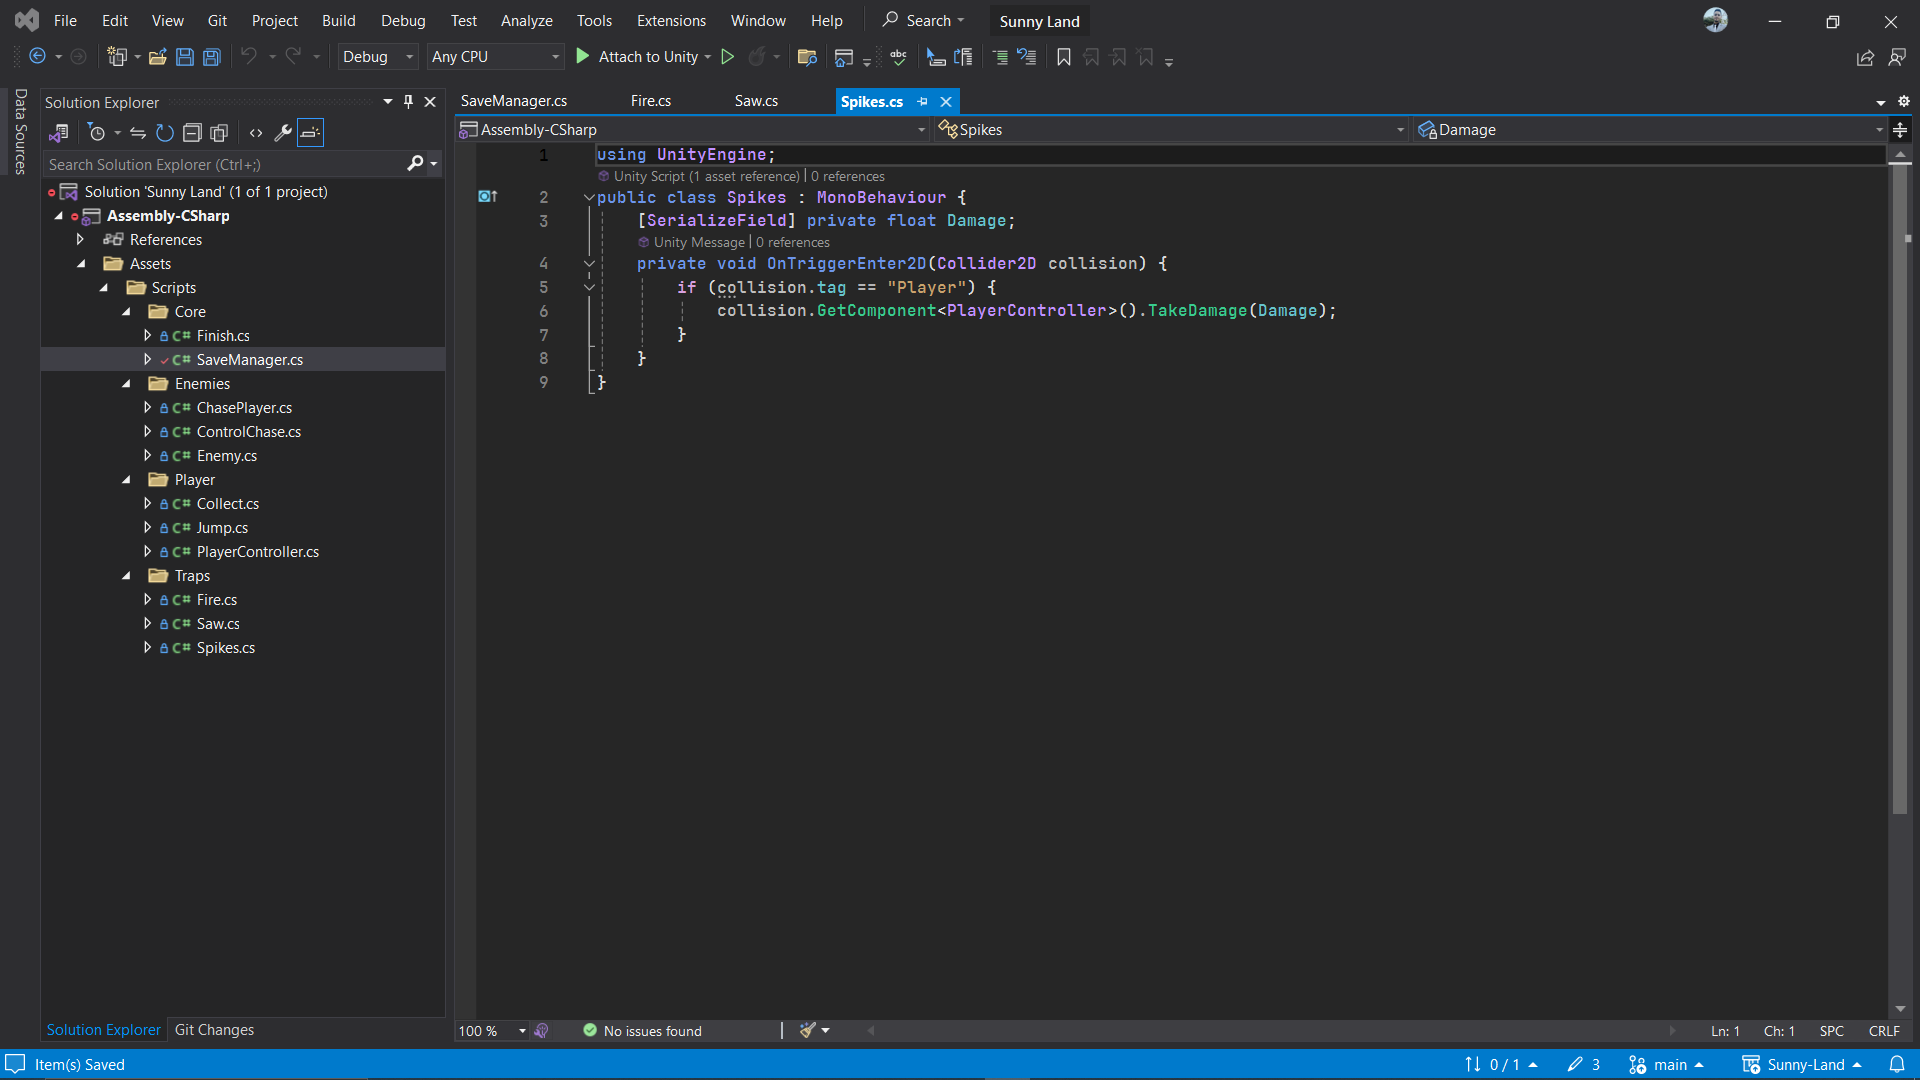 File Edit View Git Project Build Debug Test Analyze Tools Extensions Window Help Search Sunny Land
Debug Any CPU Attach to Unity abc
Data Sources
Solution Explorer
Search Solution Explorer (Ctrl+;)
Solution 'Sunny Land' (1 of 1 project)
Assembly-CSharp
References
Assets
Scripts
Core
C# Finish.cs
C# SaveManager.cs
Enemies
C# ChasePlayer.cs
C# ControlChase.cs
C# Enemy.cs
Player
C# Collect.cs
C# Jump.cs
C# PlayerController.cs
Traps
C# Fire.cs
C# Saw.cs
C# Spikes.cs
Solution Explorer Git Changes
SaveManager.cs Fire.cs Saw.cs Spikes.cs
Assembly-CSharp Spikes Damage
1 using UnityEngine;
Unity Script (1 asset reference) | 0 references
2 public class Spikes : MonoBehaviour {
3 [SerializeField] private float Damage;
Unity Message | 0 references
4 private void OnTriggerEnter2D(Collider2D collision) {
5 if (collision.tag == "Player") {
6 collision.GetComponent<PlayerController>().TakeDamage(Damage);
7 }
8 }
9 }
100 % No issues found Ln: 1 Ch: 1 SPC CRLF
Item(s) Saved 0 / 1 3 main Sunny-Land